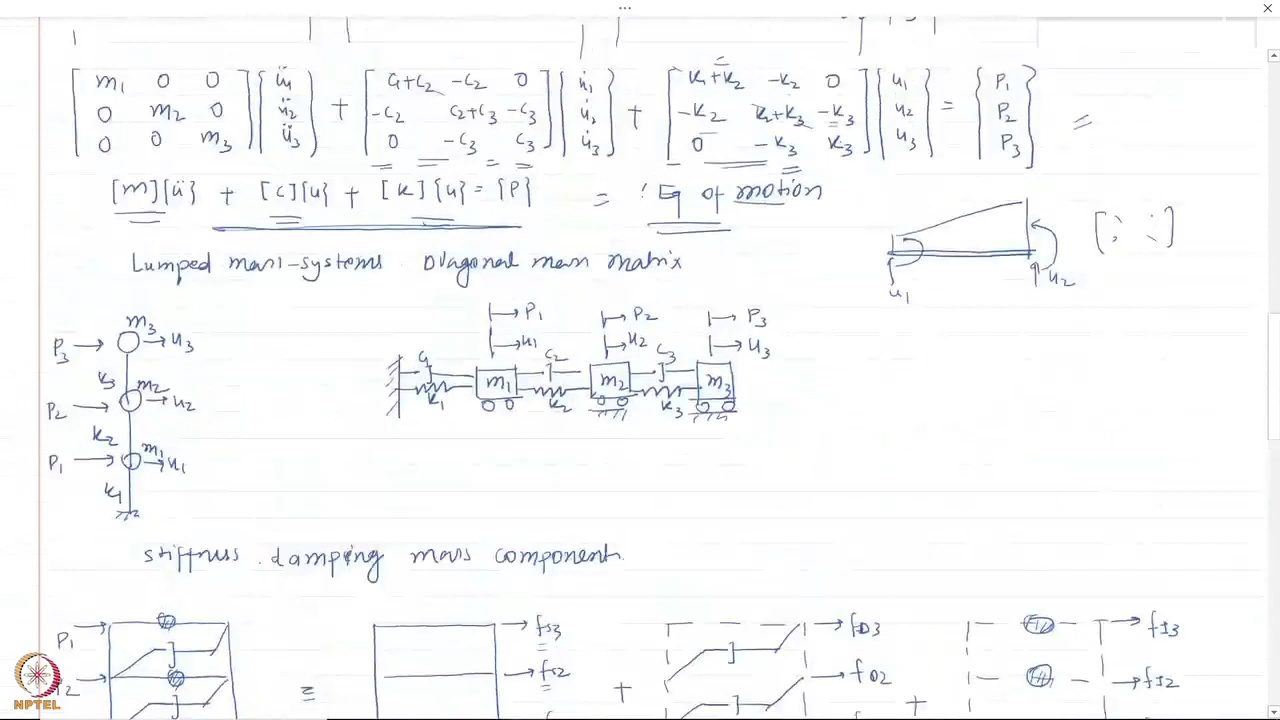 [m1 0 0; 0 m2 0; 0 0 m3] {ü1 ü2 ü3} + [c1+c2 -c2 0; -c2 c2+c3 -c3; 0 -c3 c3] {u̇1 u̇2 u̇3} + [k1+k2 -k2 0; -k2 k2+k3 -k3; 0 -k3 k3] {u1 u2 u3} = {P1 P2 P3} =
[m]{ü} + [c]{u̇} + [k]{u} = {P} = Eq of motion
u1 u2
Lumped mass-systems Diagonal mass matrix
m3
P3 u3
k3
m2
P2 u2
k2
m1
P1 u1
k1
P1 P2 P3
u1 u2 u3
c1 c2 c3
m1 m2 m3
k1 k2 k3
stiffness. damping mass component.
P1 fs3 fD3 fI3
P2 = fs2 + fD2 + fI2
NPTEL